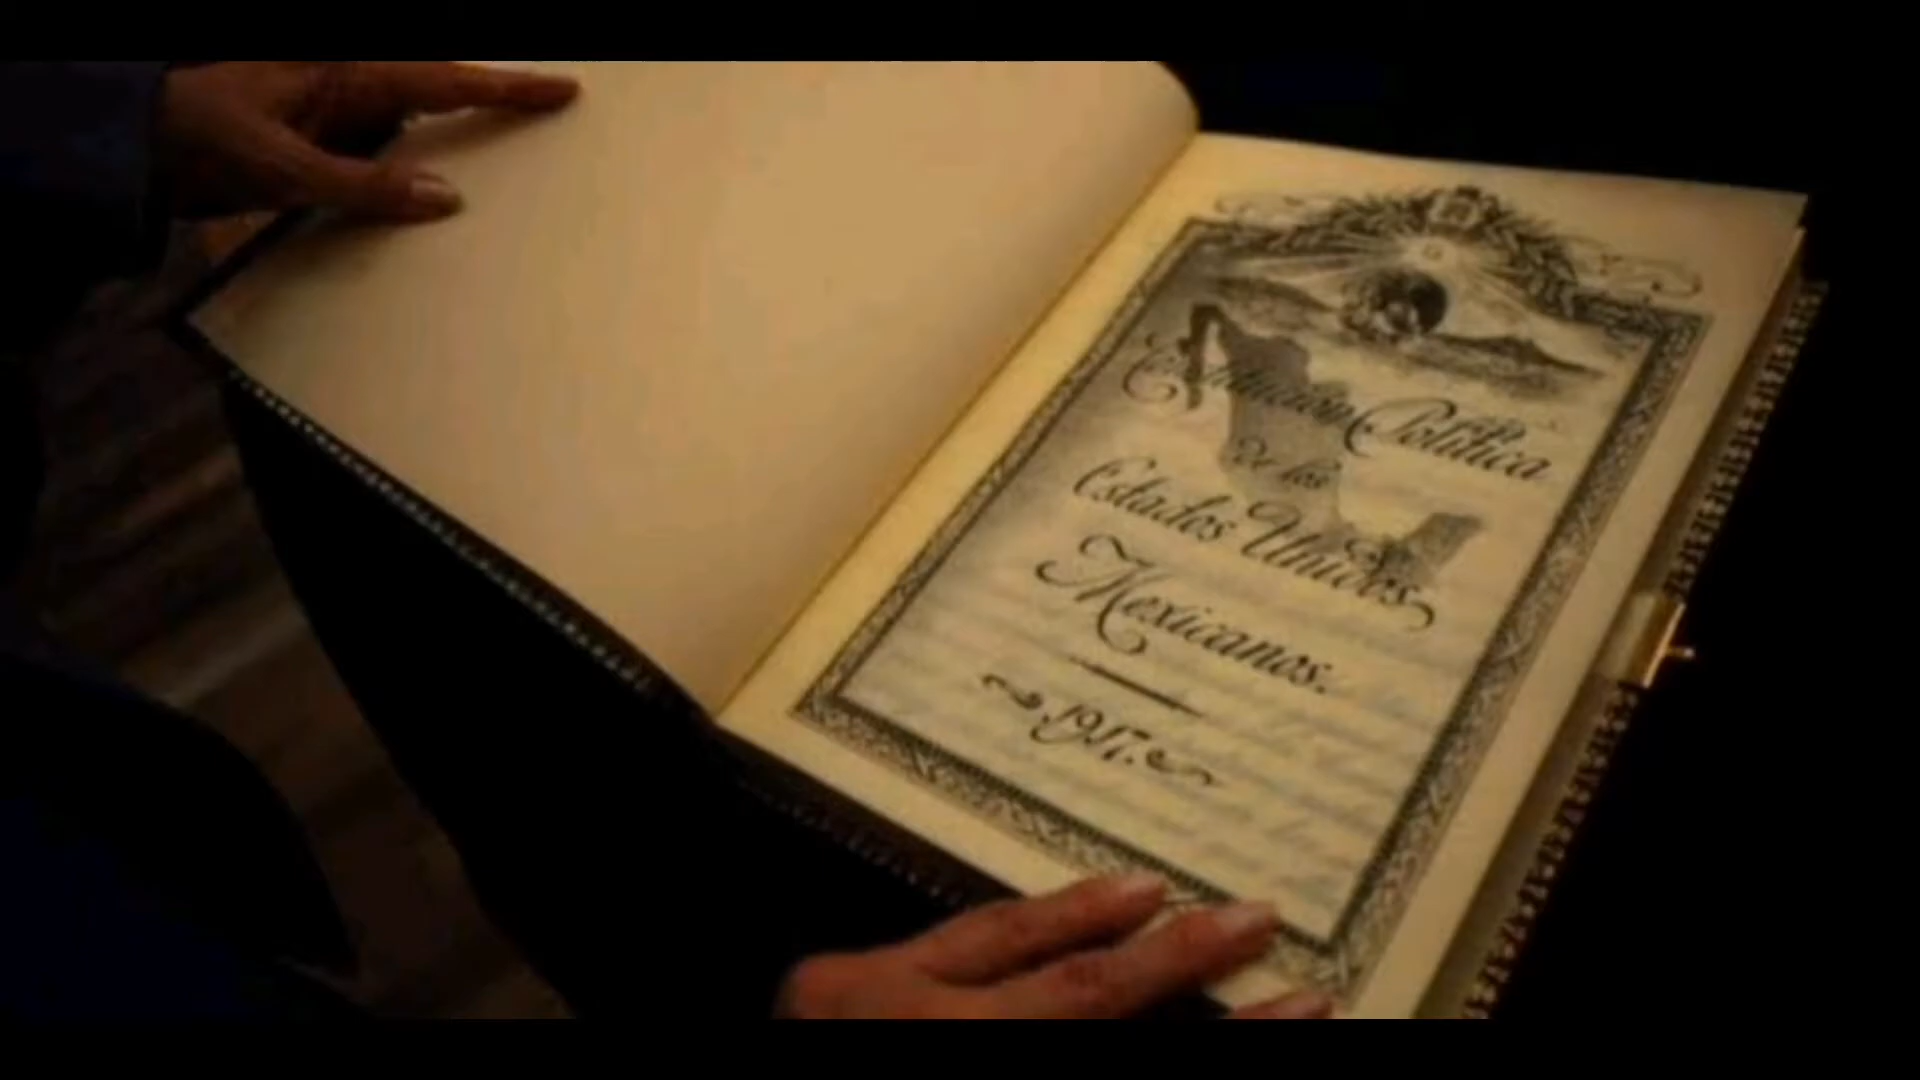 Constitución Política
de los
Estados Unidos
Mexicanos.
1917.